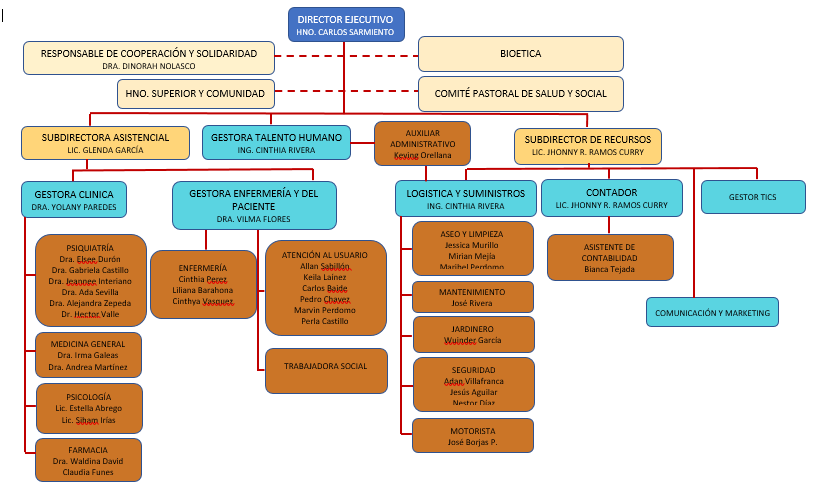 DIRECTOR EJECUTIVO
HNO. CARLOS SARMIENTO
RESPONSABLE DE COOPERACIÓN Y SOLIDARIDAD
DRA. DINORAH NOLASCO
BIOETICA
HNO. SUPERIOR Y COMUNIDAD
COMITÉ PASTORAL DE SALUD Y SOCIAL
SUBDIRECTORA ASISTENCIAL
LIC. GLENDA GARCÍA
GESTORA TALENTO HUMANO
ING. CINTHIA RIVERA
AUXILIAR
ADMINISTRATIVO
Keving Orellana
SUBDIRECTOR DE RECURSOS
LIC. JHONNY R. RAMOS CURRY
GESTORA CLINICA
DRA. YOLANY PAREDES
GESTORA ENFERMERÍA Y DEL
PACIENTE
DRA. VILMA FLORES
LOGISTICA Y SUMINISTROS
ING. CINTHIA RIVERA
CONTADOR
LIC. JHONNY R. RAMOS CURRY
GESTOR TICS
PSIQUIATRÍA
Dra. Elsee Durón
Dra. Gabriela Castillo
Dra. Interiano
Dra. Ada Sevilla
Dra. Alejandra Zepeda
Dr. Hector Valle
MEDICINA GENERAL
Dra. Irma Galeas
Dra. Andrea Martínez
PSICOLOGÍA
Lic. Estella Abrego
Lic. Siham Irías
FARMACIA
Dra. Waldina David
Claudia Funes
ENFERMERÍA
Cinthia Perez
Liliana Barahona
Cinthya Vasquez
ATENCIÓN AL USUARIO
Allan Sabillón
Keila Laínez
Carlos Baide
Pedro Chavez
Marvin Perdomo
Perla Castillo
TRABAJADORA SOCIAL
ASEO Y LIMPIEZA
Jessica Murillo
Mirian Mejía
Maribel Perdomo
MANTENIMIENTO
José Rivera
JARDINERO
Wuinder García
SEGURIDAD
Adan Villafranca
Jesús Aguilar
Nestor Díaz
MOTORISTA
José Borjas P.
ASISTENTE DE
CONTABILIDAD
Bianca Tejada
COMUNICACIÓN Y MARKETING